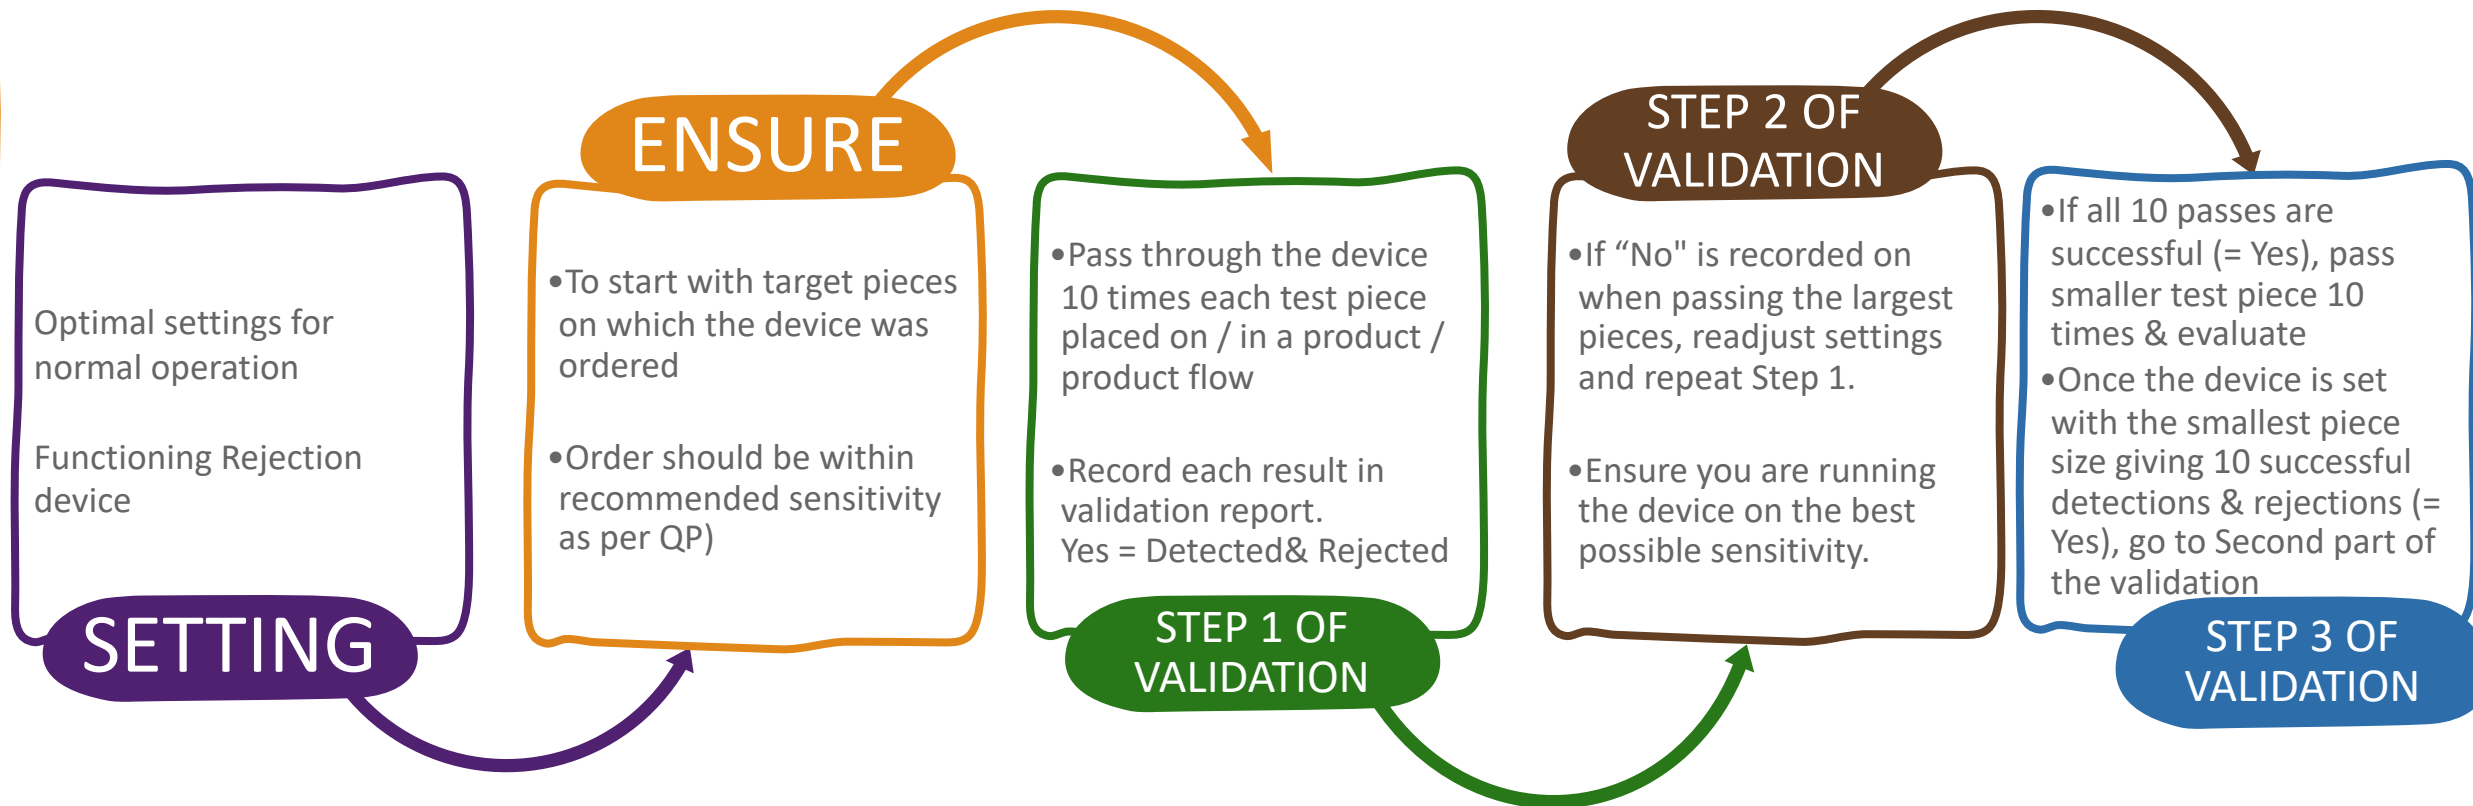 Optimal settings for
normal operation
Functioning Rejection
device
SETTING
ENSURE
•To start with target pieces
on which the device was
ordered
•Order should be within
recommended sensitivity
as per QP)
•Pass through the device
10 times each test piece
placed on / in a product /
product flow
•Record each result in
validation report.
Yes = Detected& Rejected
STEP 1 OF
VALIDATION
STEP 2 OF
VALIDATION
•If “No" is recorded on
when passing the largest
pieces, readjust settings
and repeat Step 1.
•Ensure you are running
the device on the best
possible sensitivity.
•If all 10 passes are
successful (= Yes), pass
smaller test piece 10
times & evaluate
•Once the device is set
with the smallest piece
size giving 10 successful
detections & rejections (=
Yes), go to Second part of
the validation
STEP 3 OF
VALIDATION